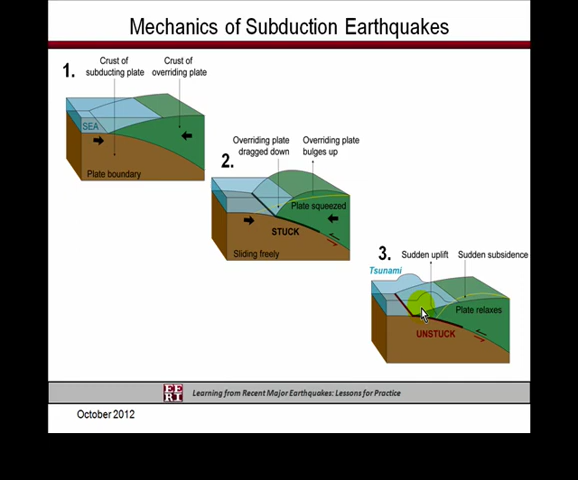 Mechanics of Subduction Earthquakes
1.
Crust of
subducting plate
Crust of
overriding plate
SEA
Plate boundary
2.
Overriding plate
dragged down
Overriding plate
bulges up
Plate squeezed
STUCK
Sliding freely
3.
Sudden uplift
Sudden subsidence
Tsunami
Plate relaxes
UNSTUCK
EE
RI
Learning from Recent Major Earthquakes: Lessons for Practice
October 2012